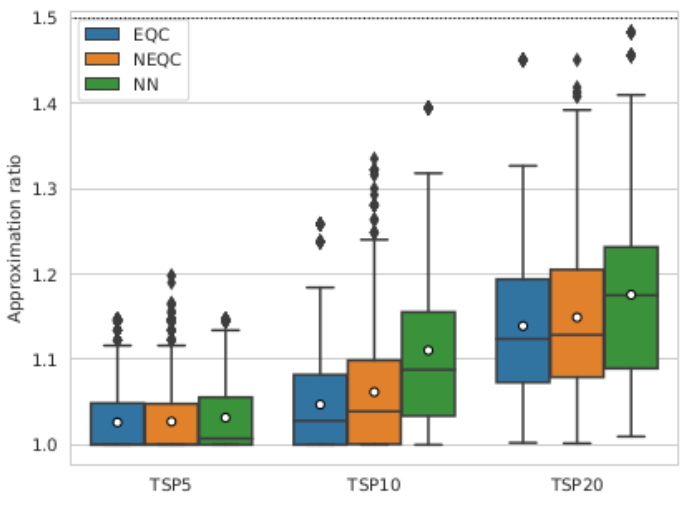 Approximation ratio
1.5
1.4
1.3
1.2
1.1
1.0
EQC
NEQC
NN
TSP5
TSP10
TSP20